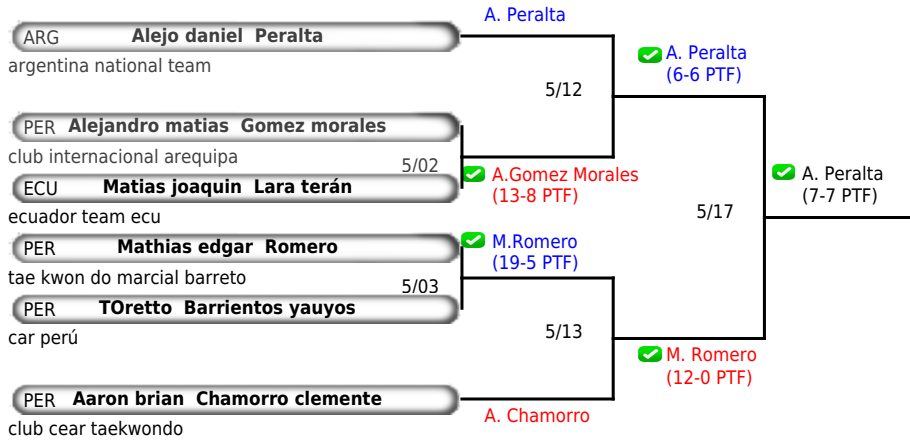 A. Peralta
ARG Alejo daniel Peralta
argentina national team
A. Peralta
(6-6 PTF)
5/12
PER Alejandro matias Gomez morales
club internacional arequipa
5/02
A.Gomez Morales
(13-8 PTF)
ECU Matias joaquin Lara terán
ecuador team ecu
A. Peralta
(7-7 PTF)
5/17
PER Mathias edgar Romero
tae kwon do marcial barreto
M.Romero
(19-5 PTF)
5/03
PER TOretto Barrientos yauyos
car perú
5/13
M. Romero
(12-0 PTF)
PER Aaron brian Chamorro clemente
club cear taekwondo
A. Chamorro